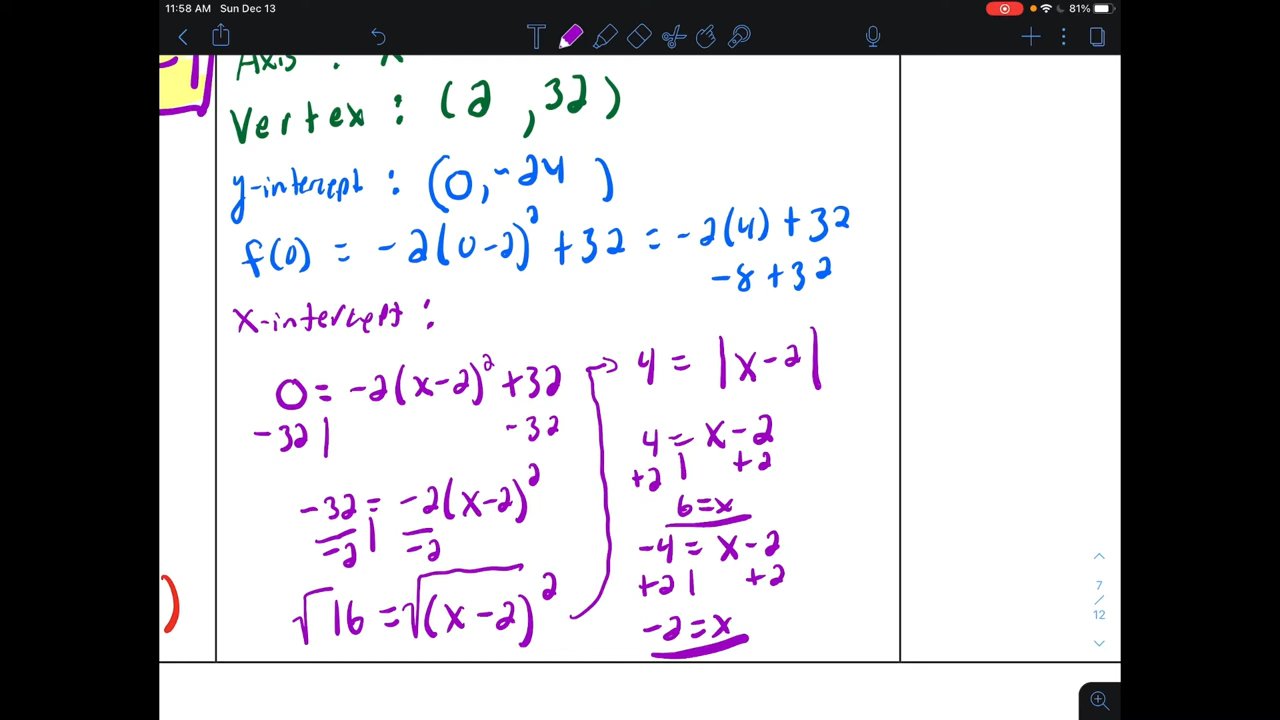 11:58 AM Sun Dec 13
81%
Axis : x
Vertex : (2 , 32)
y-intercept : (0, -24 )
f(0) = -2(0-2)² + 32 = -2(4) + 32
-8 + 32
x-intercept :
0 = -2(x-2)² +32
-32 | -32
-32 = -2(x-2)²
-2 | -2
√16 = √(x-2)²
4 = |x-2|
4 = x-2
+2 | +2
6=x
-4 = x-2
+2 | +2
-2=x
)
7
/
12